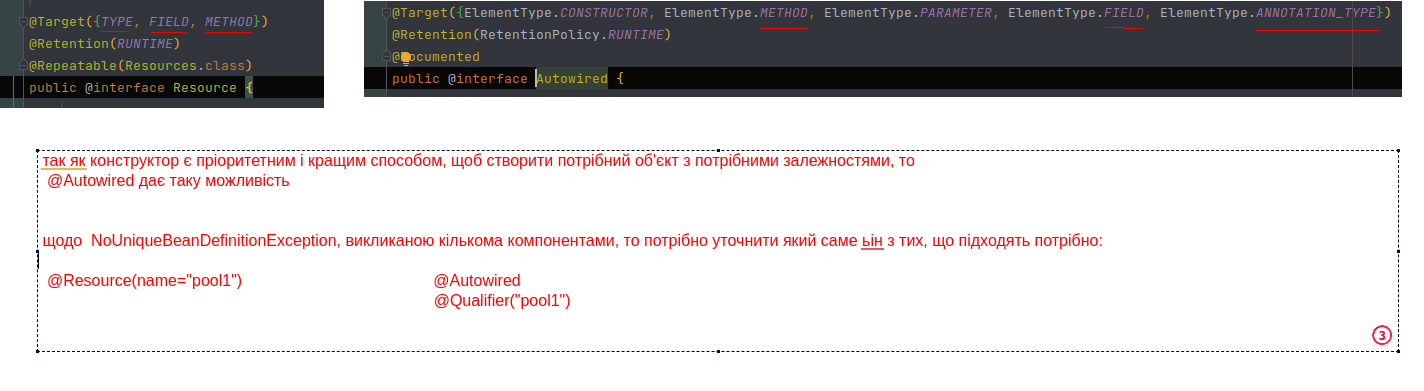 @Target({TYPE, FIELD, METHOD})
@Retention(RUNTIME)
@Repeatable(Resources.class)
public @interface Resource {
@Target({ElementType.CONSTRUCTOR, ElementType.METHOD, ElementType.PARAMETER, ElementType.FIELD, ElementType.ANNOTATION_TYPE})
@Retention(RetentionPolicy.RUNTIME)
@Documented
public @interface Autowired {
так як конструктор є пріоритетним і кращим способом, щоб створити потрібний об'єкт з потрібними залежностями, то
@Autowired дає таку можливість
щодо NoUniqueBeanDefinitionException, викликаною кількома компонентами, то потрібно уточнити який саме ьін з тих, що підходять потрібно:
@Resource(name="pool1") @Autowired
@Qualifier("pool1")
3